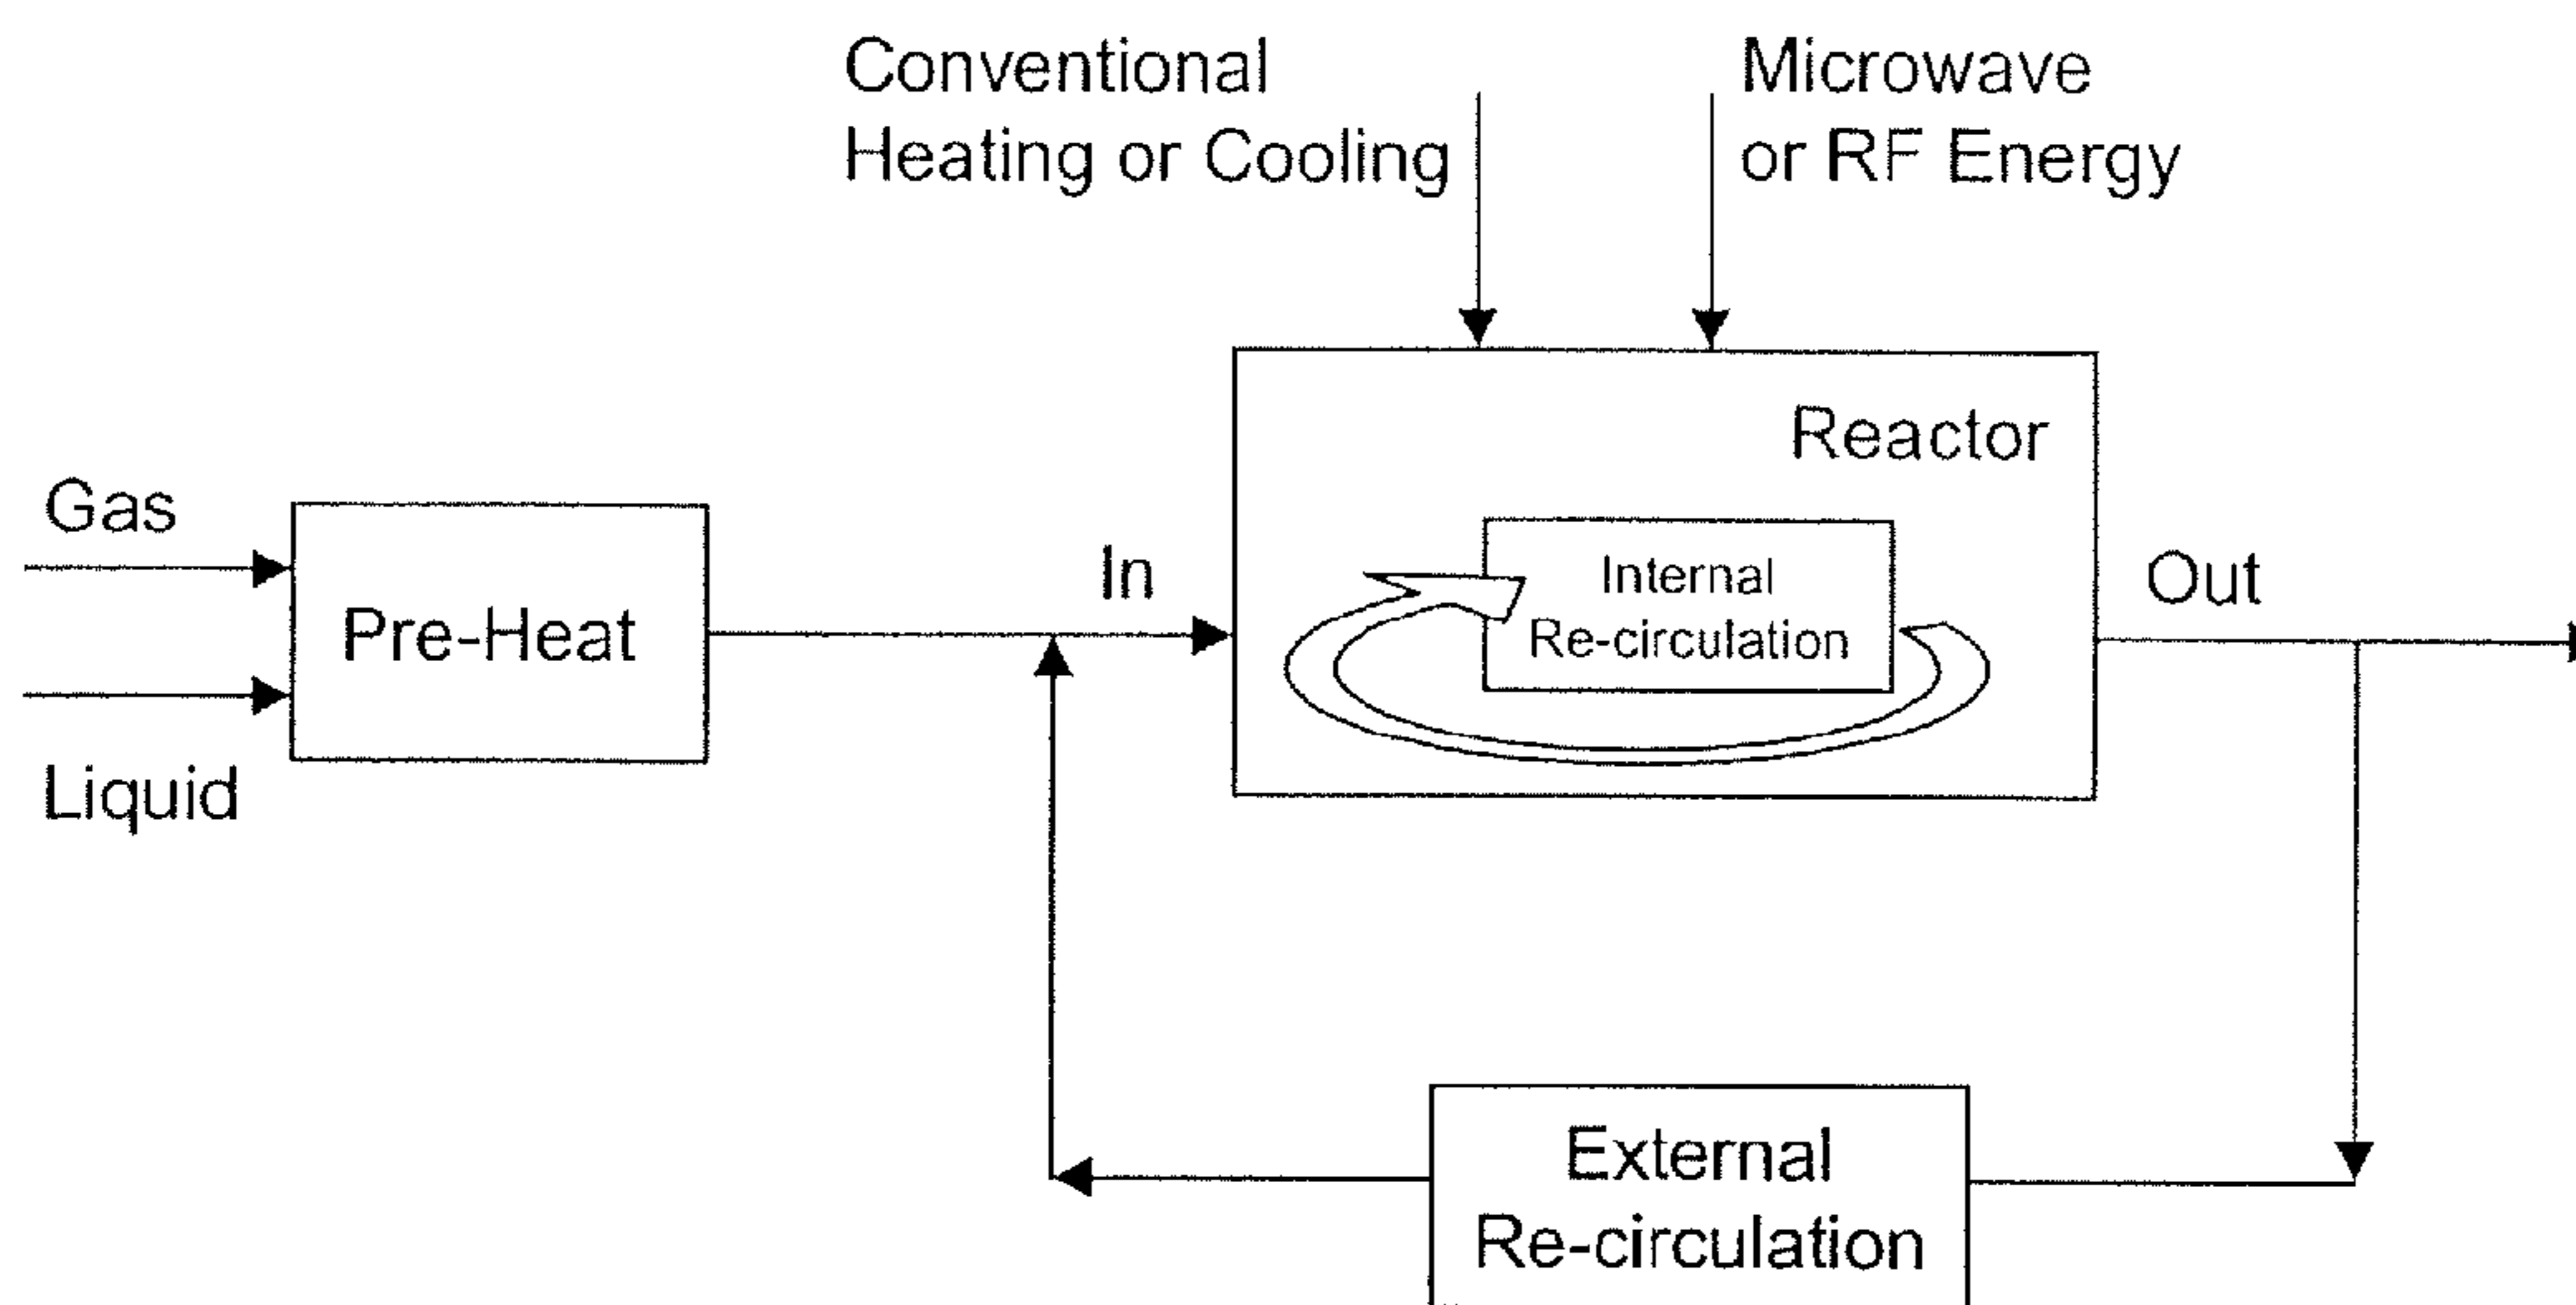 Conventional
Heating or Cooling
Microwave
or RF Energy
Reactor
Gas
Pre-Heat
Liquid
In
Internal
Re-circulation
Out
External
Re-circulation